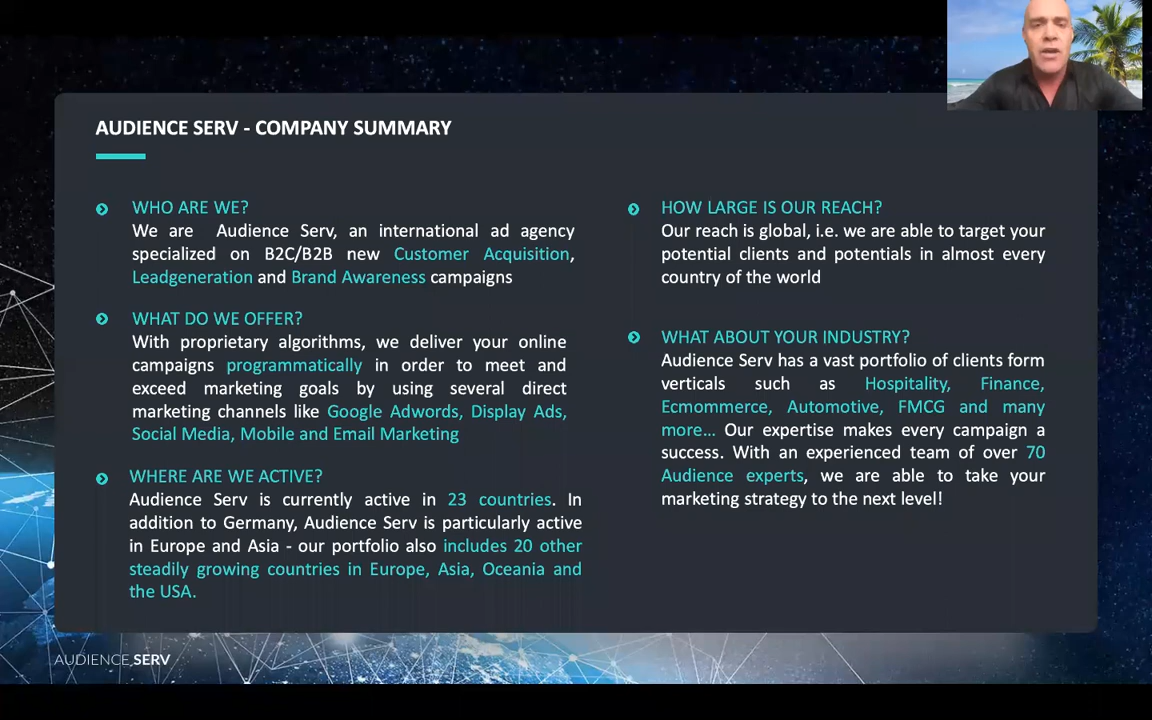 AUDIENCE SERV - COMPANY SUMMARY
WHO ARE WE?
We are Audience Serv, an international ad agency
specialized on B2C/B2B new Customer Acquisition,
Leadgeneration and Brand Awareness campaigns
WHAT DO WE OFFER?
With proprietary algorithms, we deliver your online
campaigns programmatically in order to meet and
exceed marketing goals by using several direct
marketing channels like Google Adwords, Display Ads,
Social Media, Mobile and Email Marketing
WHERE ARE WE ACTIVE?
Audience Serv is currently active in 23 countries. In
addition to Germany, Audience Serv is particularly active
in Europe and Asia - our portfolio also includes 20 other
steadily growing countries in Europe, Asia, Oceania and
the USA.
HOW LARGE IS OUR REACH?
Our reach is global, i.e. we are able to target your
potential clients and potentials in almost every
country of the world
WHAT ABOUT YOUR INDUSTRY?
Audience Serv has a vast portfolio of clients form
verticals such as Hospitality, Finance,
Ecmommerce, Automotive, FMCG and many
more... Our expertise makes every campaign a
success. With an experienced team of over 70
Audience experts, we are able to take your
marketing strategy to the next level!
AUDIENCE SERV